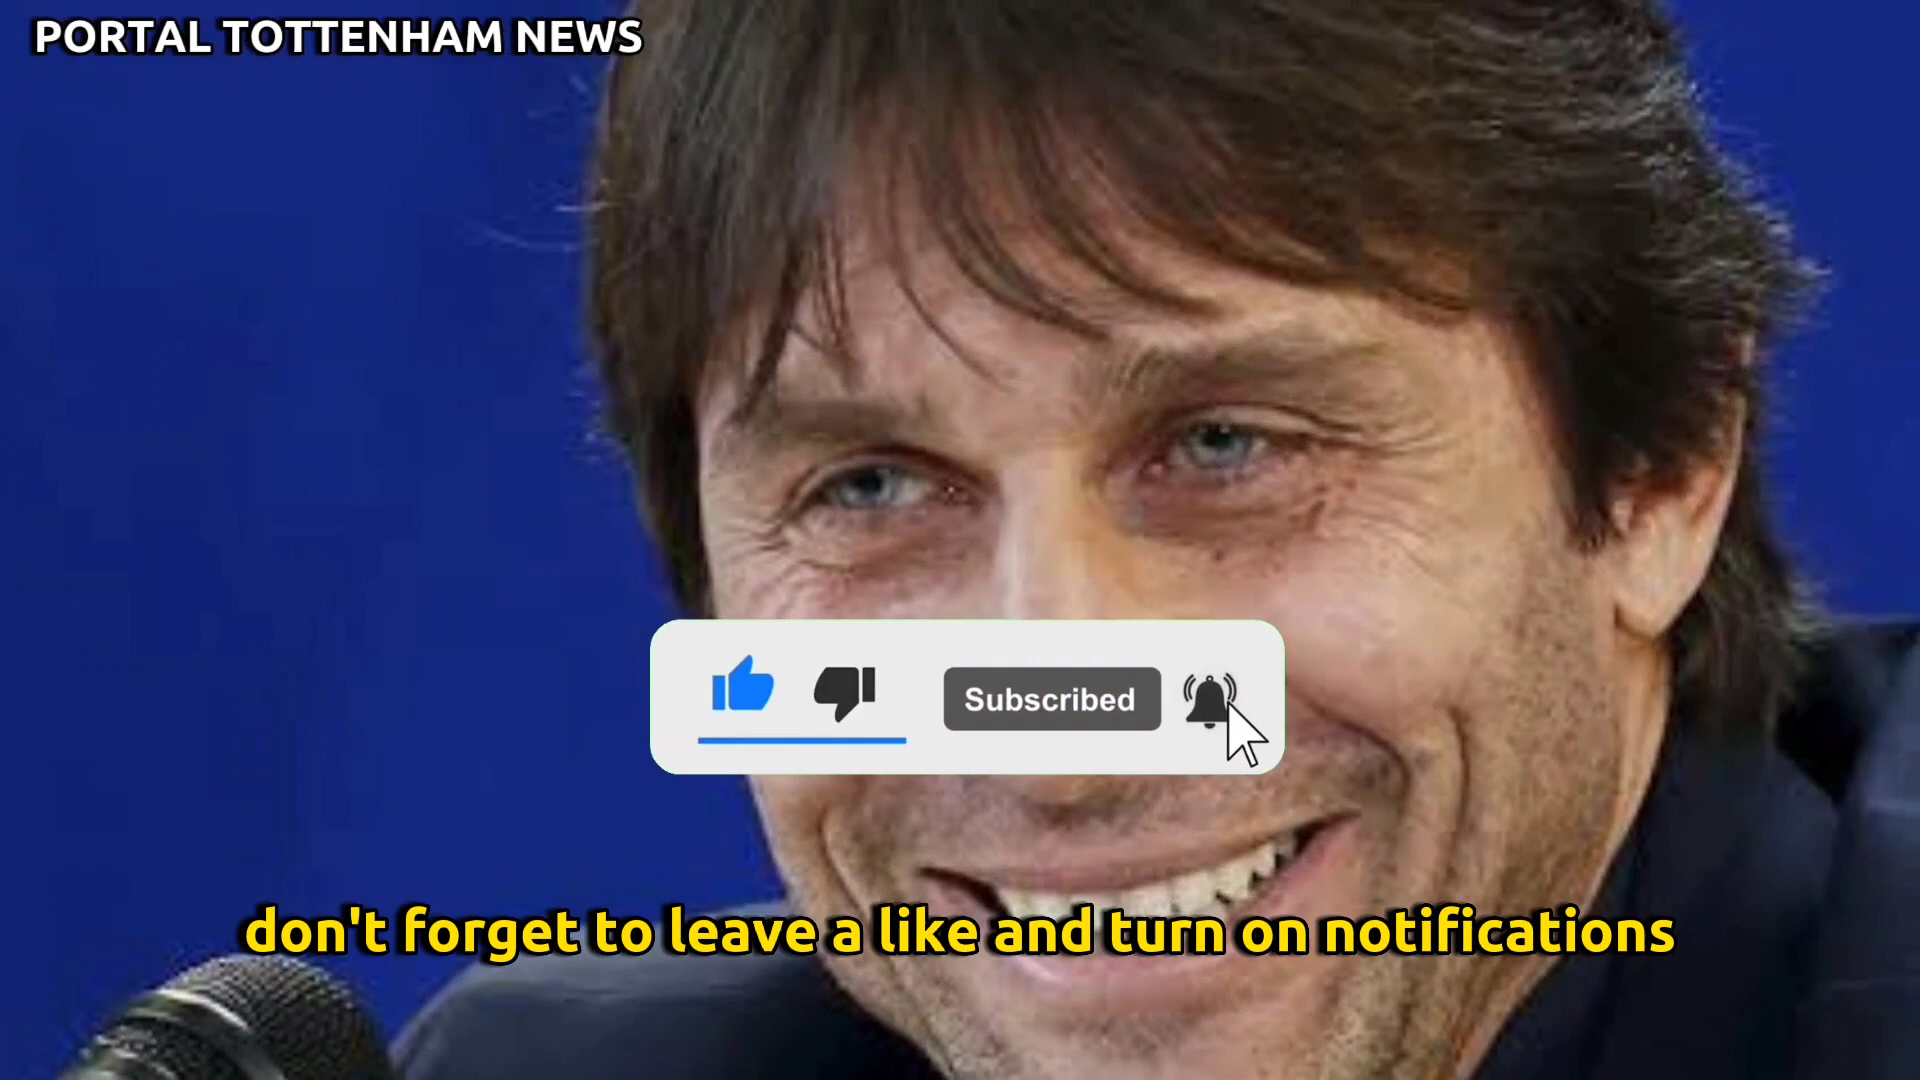 PORTAL TOTTENHAM NEWS
Subscribed
don't forget to leave a like and turn on notifications